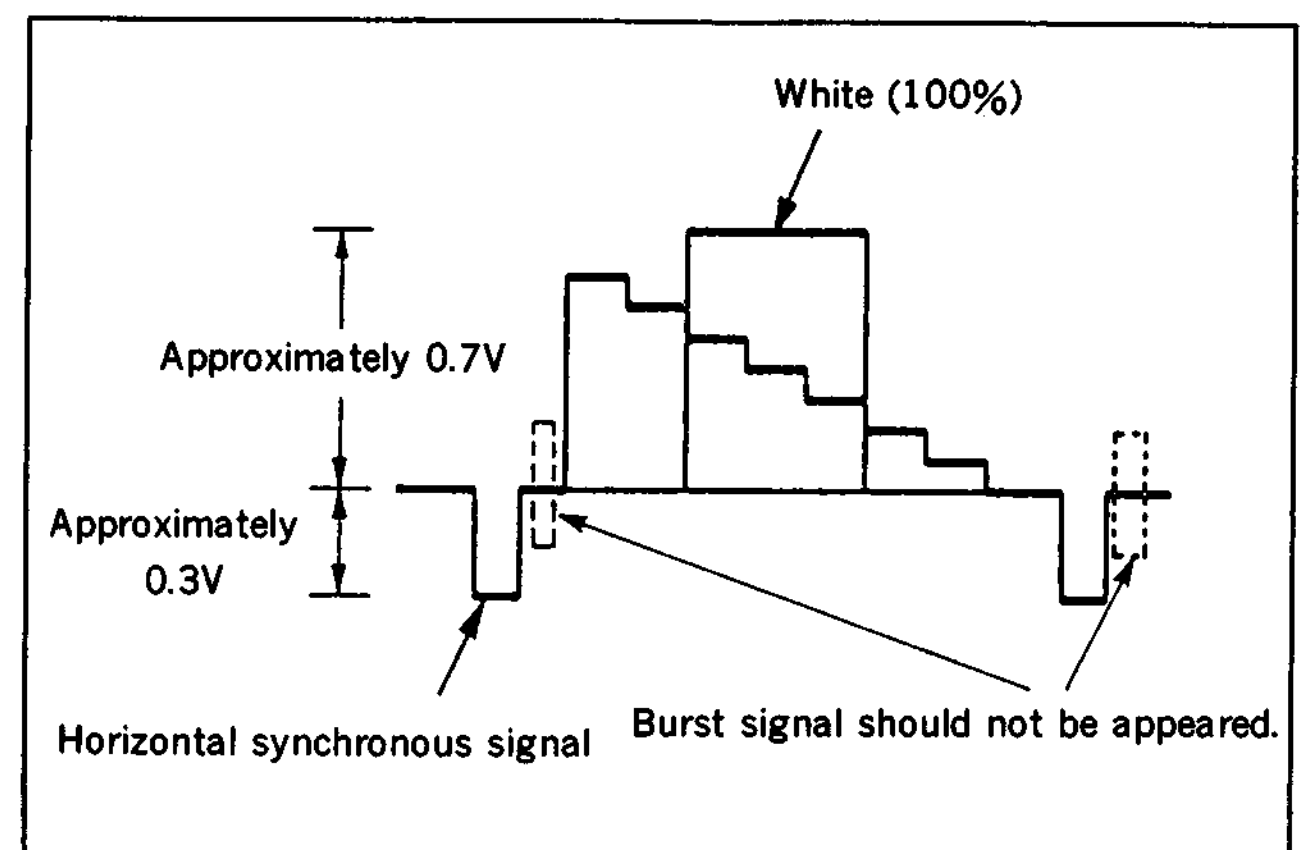 White (100%)
Approximately 0.7V
Approximately
0.3V
Horizontal synchronous signal
Burst signal should not be appeared.